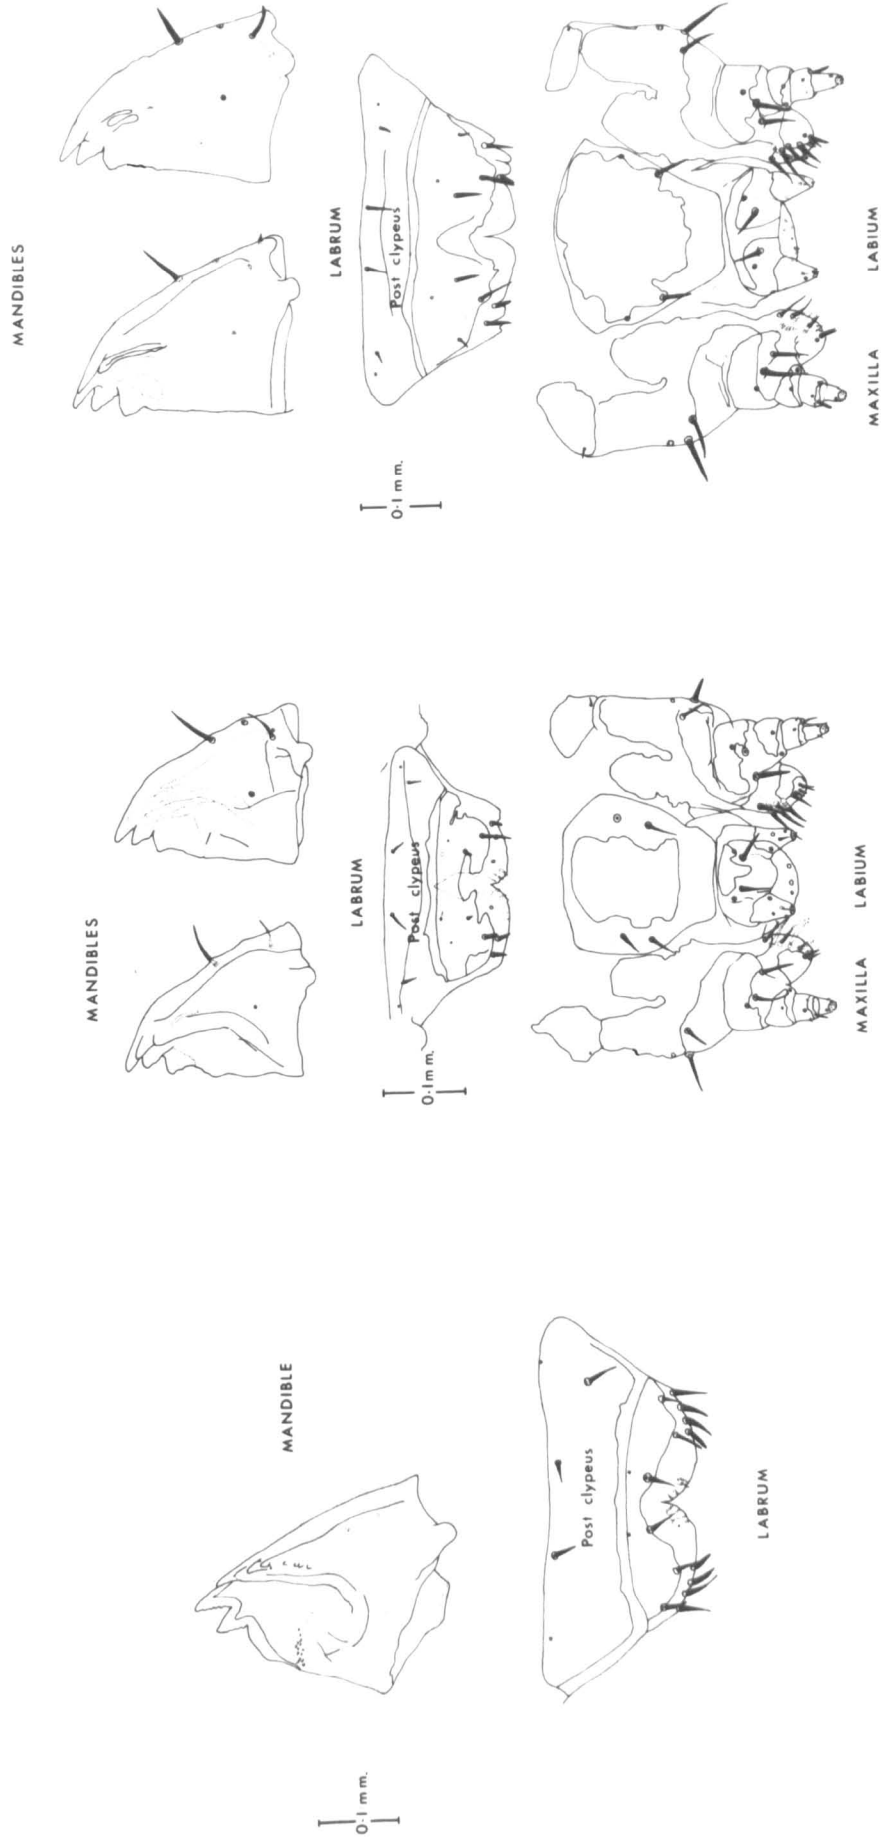 MANDIBLES
LABRUM
Post clypeus
0·1 mm.
MAXILLA
LABIUM
MANDIBLES
LABRUM
Post clypeus
0·1 mm.
MAXILLA
LABIUM
MANDIBLE
Post clypeus
0·1 mm.
LABRUM